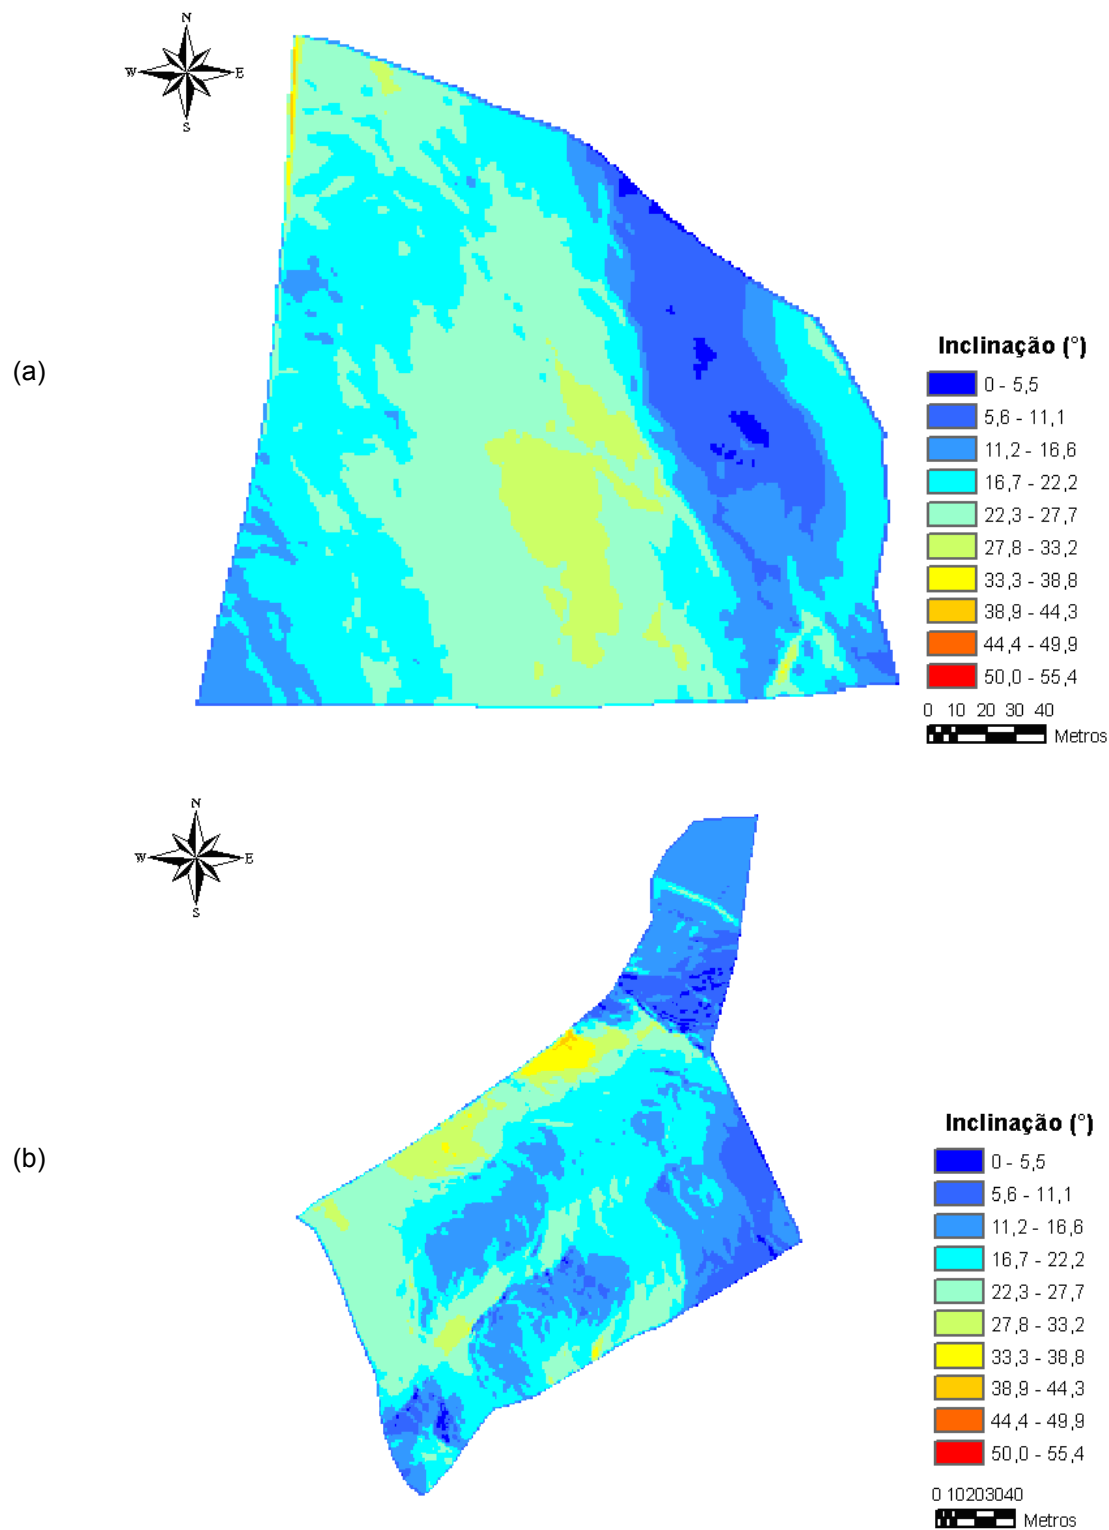 N
W E
S
(a)
Inclinação (°)
0 - 5,5
5,6 - 11,1
11,2 - 16,6
16,7 - 22,2
22,3 - 27,7
27,8 - 33,2
33,3 - 38,8
38,9 - 44,3
44,4 - 49,9
50,0 - 55,4
0 10 20 30 40
Metros
N
W E
S
(b)
Inclinação (°)
0 - 5,5
5,6 - 11,1
11,2 - 16,6
16,7 - 22,2
22,3 - 27,7
27,8 - 33,2
33,3 - 38,8
38,9 - 44,3
44,4 - 49,9
50,0 - 55,4
0 10203040
Metros